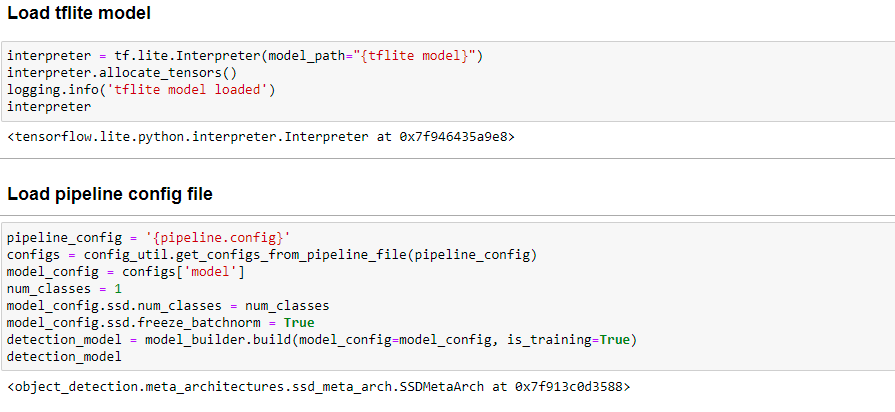 Load tflite model
interpreter = tf.lite.Interpreter(model_path="{tflite model}")
interpreter.allocate_tensors()
logging.info('tflite model loaded')
interpreter
<tensorflow.lite.python.interpreter.Interpreter at 0x7f946435a9e8>
Load pipeline config file
pipeline_config = '{pipeline.config}'
configs = config_util.get_configs_from_pipeline_file(pipeline_config)
model_config = configs['model']
num_classes = 1
model_config.ssd.num_classes = num_classes
model_config.ssd.freeze_batchnorm = True
detection_model = model_builder.build(model_config=model_config, is_training=True)
detection_model
<object_detection.meta_architectures.ssd_meta_arch.SSDMetaArch at 0x7f913c0d3588>